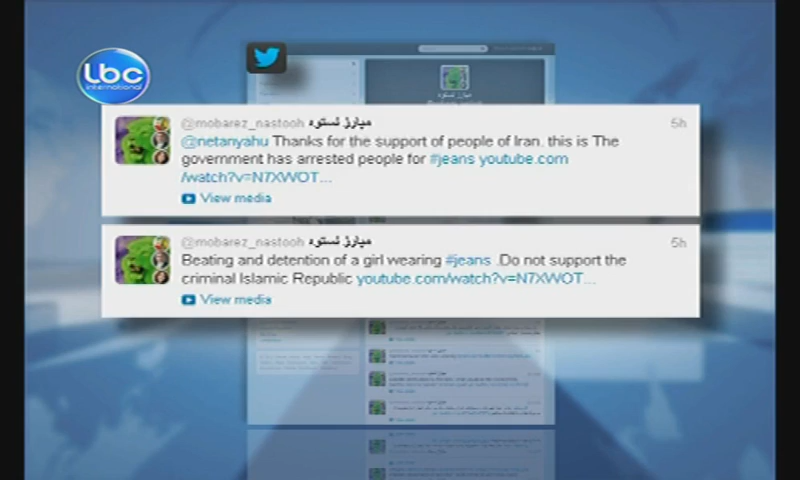 LBC
international
@mobarez_nastooh مبارز نستوه 5h
@netanyahu Thanks for the support of people of Iran. this is The
government has arrested people for #jeans youtube.com
/watch?v=N7XWOT...
View media
@mobarez_nastooh مبارز نستوه 5h
Beating and detention of a girl wearing #jeans .Do not support the
criminal Islamic Republic youtube.com/watch?v=N7XWOT...
View media